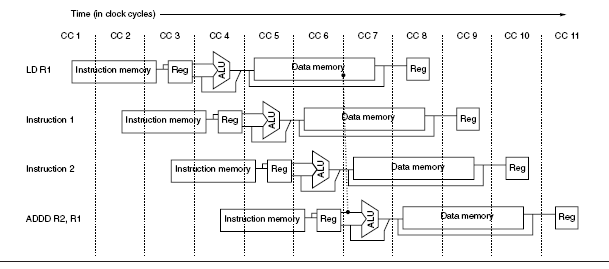 Time (in clock cycles)
CC 1 CC 2 CC 3 CC 4 CC 5 CC 6 CC 7 CC 8 CC 9 CC 10 CC 11
LD R1 Instruction memory Reg ALU Data memory Reg
Instruction 1 Instruction memory Reg ALU Data memory Reg
Instruction 2 Instruction memory Reg ALU Data memory Reg
ADDD R2, R1 Instruction memory Reg ALU Data memory Reg